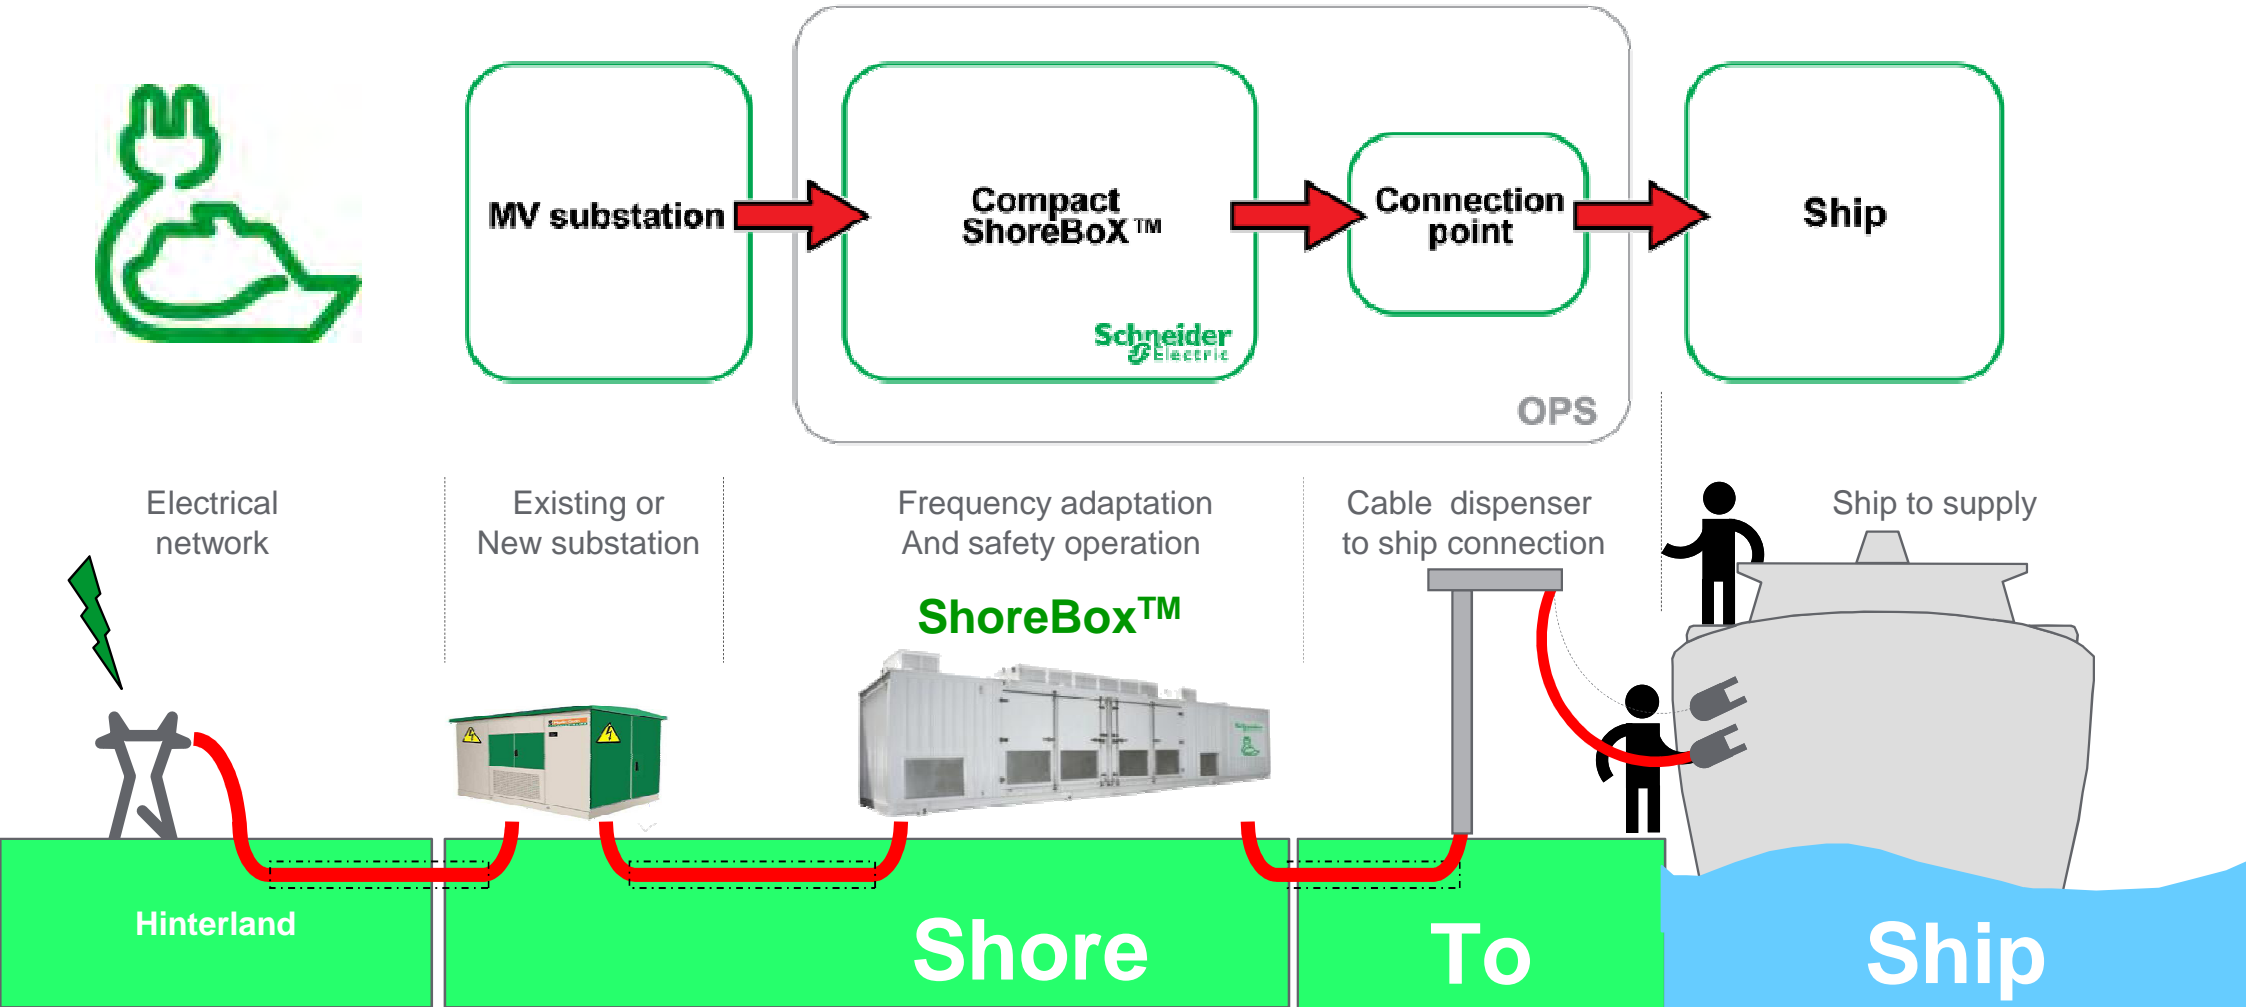 MV substation
Compact
ShoreBoX™
Schneider
Electric
Connection
point
OPS
Ship
Electrical
network
Existing or
New substation
Frequency adaptation
And safety operation
ShoreBox™
Cable dispenser
to ship connection
Ship to supply
Hinterland
Shore
To
Ship